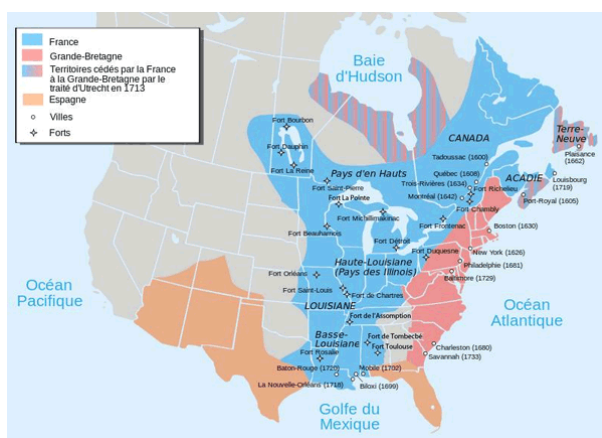 France
Grande-Bretagne
Territoires cédés par la France
à la Grande-Bretagne par le
traité d'Utrecht en 1713
Espagne
Villes
Forts
Baie
d'Hudson
Fort Bourbon
Fort Dauphin
Fort La Reine
Pays d'en Hauts
Fort Saint-Pierre
Fort La Pointe
Fort Michilimakinac
Fort Beauharnois
CANADA
Tadoussac (1600)
Québec (1608)
Trois-Rivières (1634)
Montréal (1642)
Fort Richelieu
Fort Chambly
Fort Frontenac
Terre-
Neuve
Plaisance
(1662)
ACADIE
Louisbourg
(1719)
Port-Royal (1605)
Boston (1630)
Fort Détroit
Fort Duquesne
New York (1626)
Philadelphie (1681)
Baltimore (1729)
Haute-Louisiane
(Pays des Illinois)
Fort Orléans
Fort Saint-Louis
Fort de Chartres
LOUISIANE
Fort de l'Assomption
Océan
Pacifique
Océan
Atlantique
Basse-
Louisiane
Fort de Tombecbé
Fort Toulouse
Fort Rosalie
Charleston (1680)
Savannah (1733)
Baton-Rouge (1720)
Mobile (1702)
La Nouvelle-Orléans (1718)
Biloxi (1699)
Golfe du
Mexique